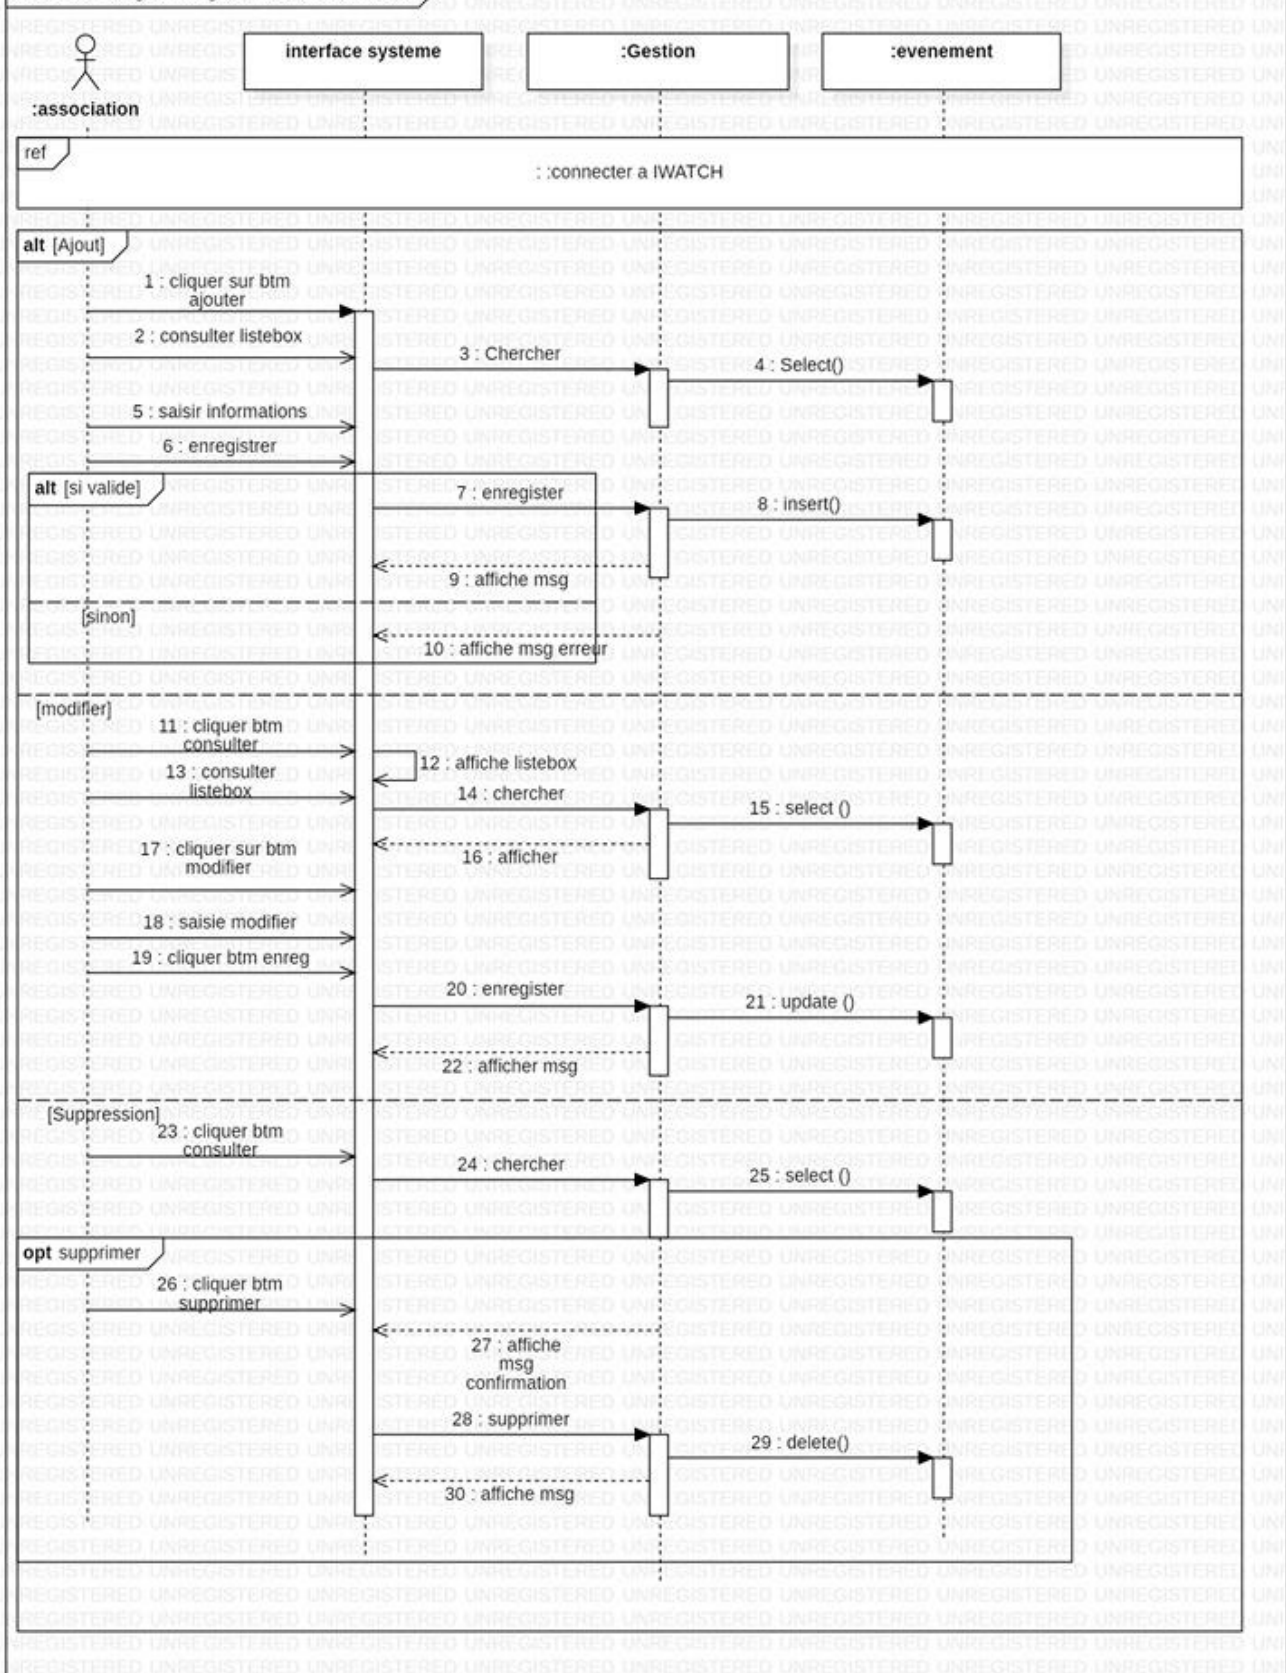 interface systeme
:Gestion
:evenement
:association
ref
: :connecter a IWATCH
alt [Ajout]
1 : cliquer sur btm
ajouter
2 : consulter listebox
3 : Chercher
4 : Select()
5 : saisir informations
6 : enregistrer
alt [si valide]
7 : enregister
8 : insert()
9 : affiche msg
[sinon]
10 : affiche msg erreur
[modifier]
11 : cliquer btm
consulter
12 : affiche listebox
13 : consulter
listebox
14 : chercher
15 : select ()
16 : afficher
17 : cliquer sur btm
modifier
18 : saisie modifier
19 : cliquer btm enreg
20 : enregister
21 : update ()
22 : afficher msg
[Suppression]
23 : cliquer btm
consulter
24 : chercher
25 : select ()
opt supprimer
26 : cliquer btm
supprimer
27 : affiche
msg
confirmation
28 : supprimer
29 : delete()
30 : affiche msg
UNREGISTERED